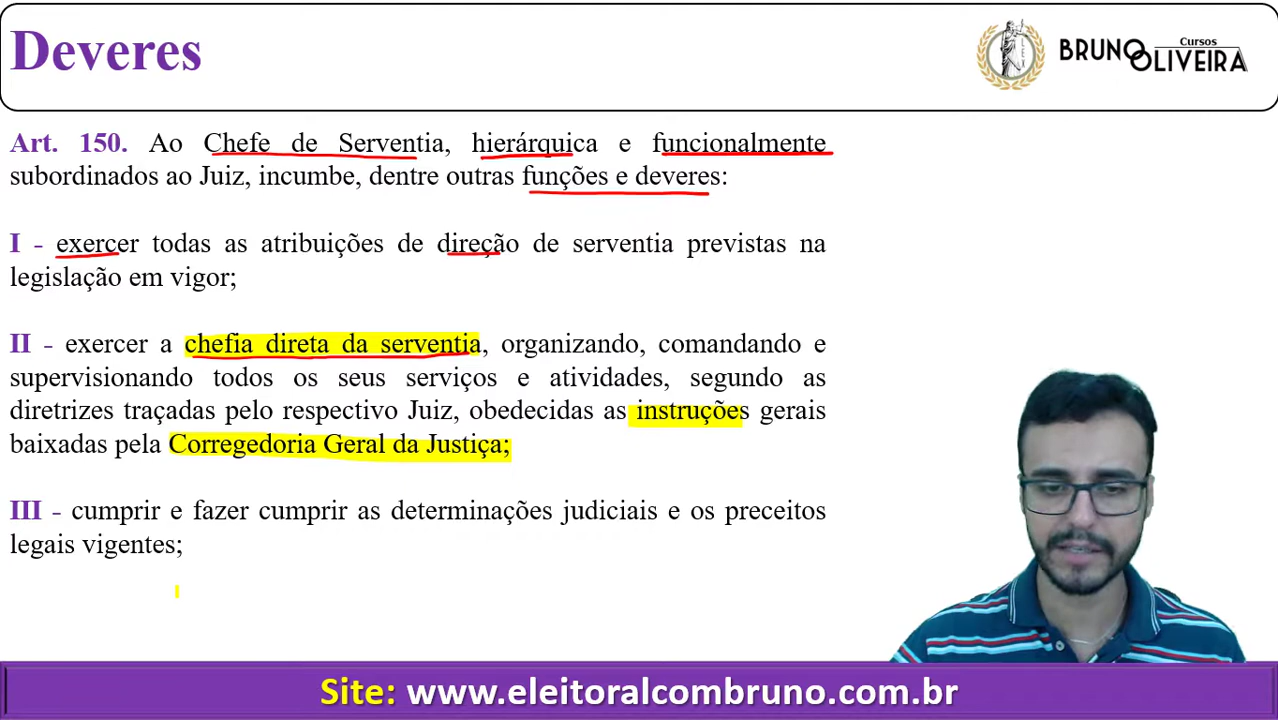 Deveres
Cursos
BRUNO
OLIVEIRA
Art. 150. Ao Chefe de Serventia, hierárquica e funcionalmente
subordinados ao Juiz, incumbe, dentre outras funções e deveres:
I - exercer todas as atribuições de direção de serventia previstas na
legislação em vigor;
II - exercer a chefia direta da serventia, organizando, comandando e
supervisionando todos os seus serviços e atividades, segundo as
diretrizes traçadas pelo respectivo Juiz, obedecidas as instruções gerais
baixadas pela Corregedoria Geral da Justiça;
III - cumprir e fazer cumprir as determinações judiciais e os preceitos
legais vigentes;
Site: www.eleitoralcombruno.com.br